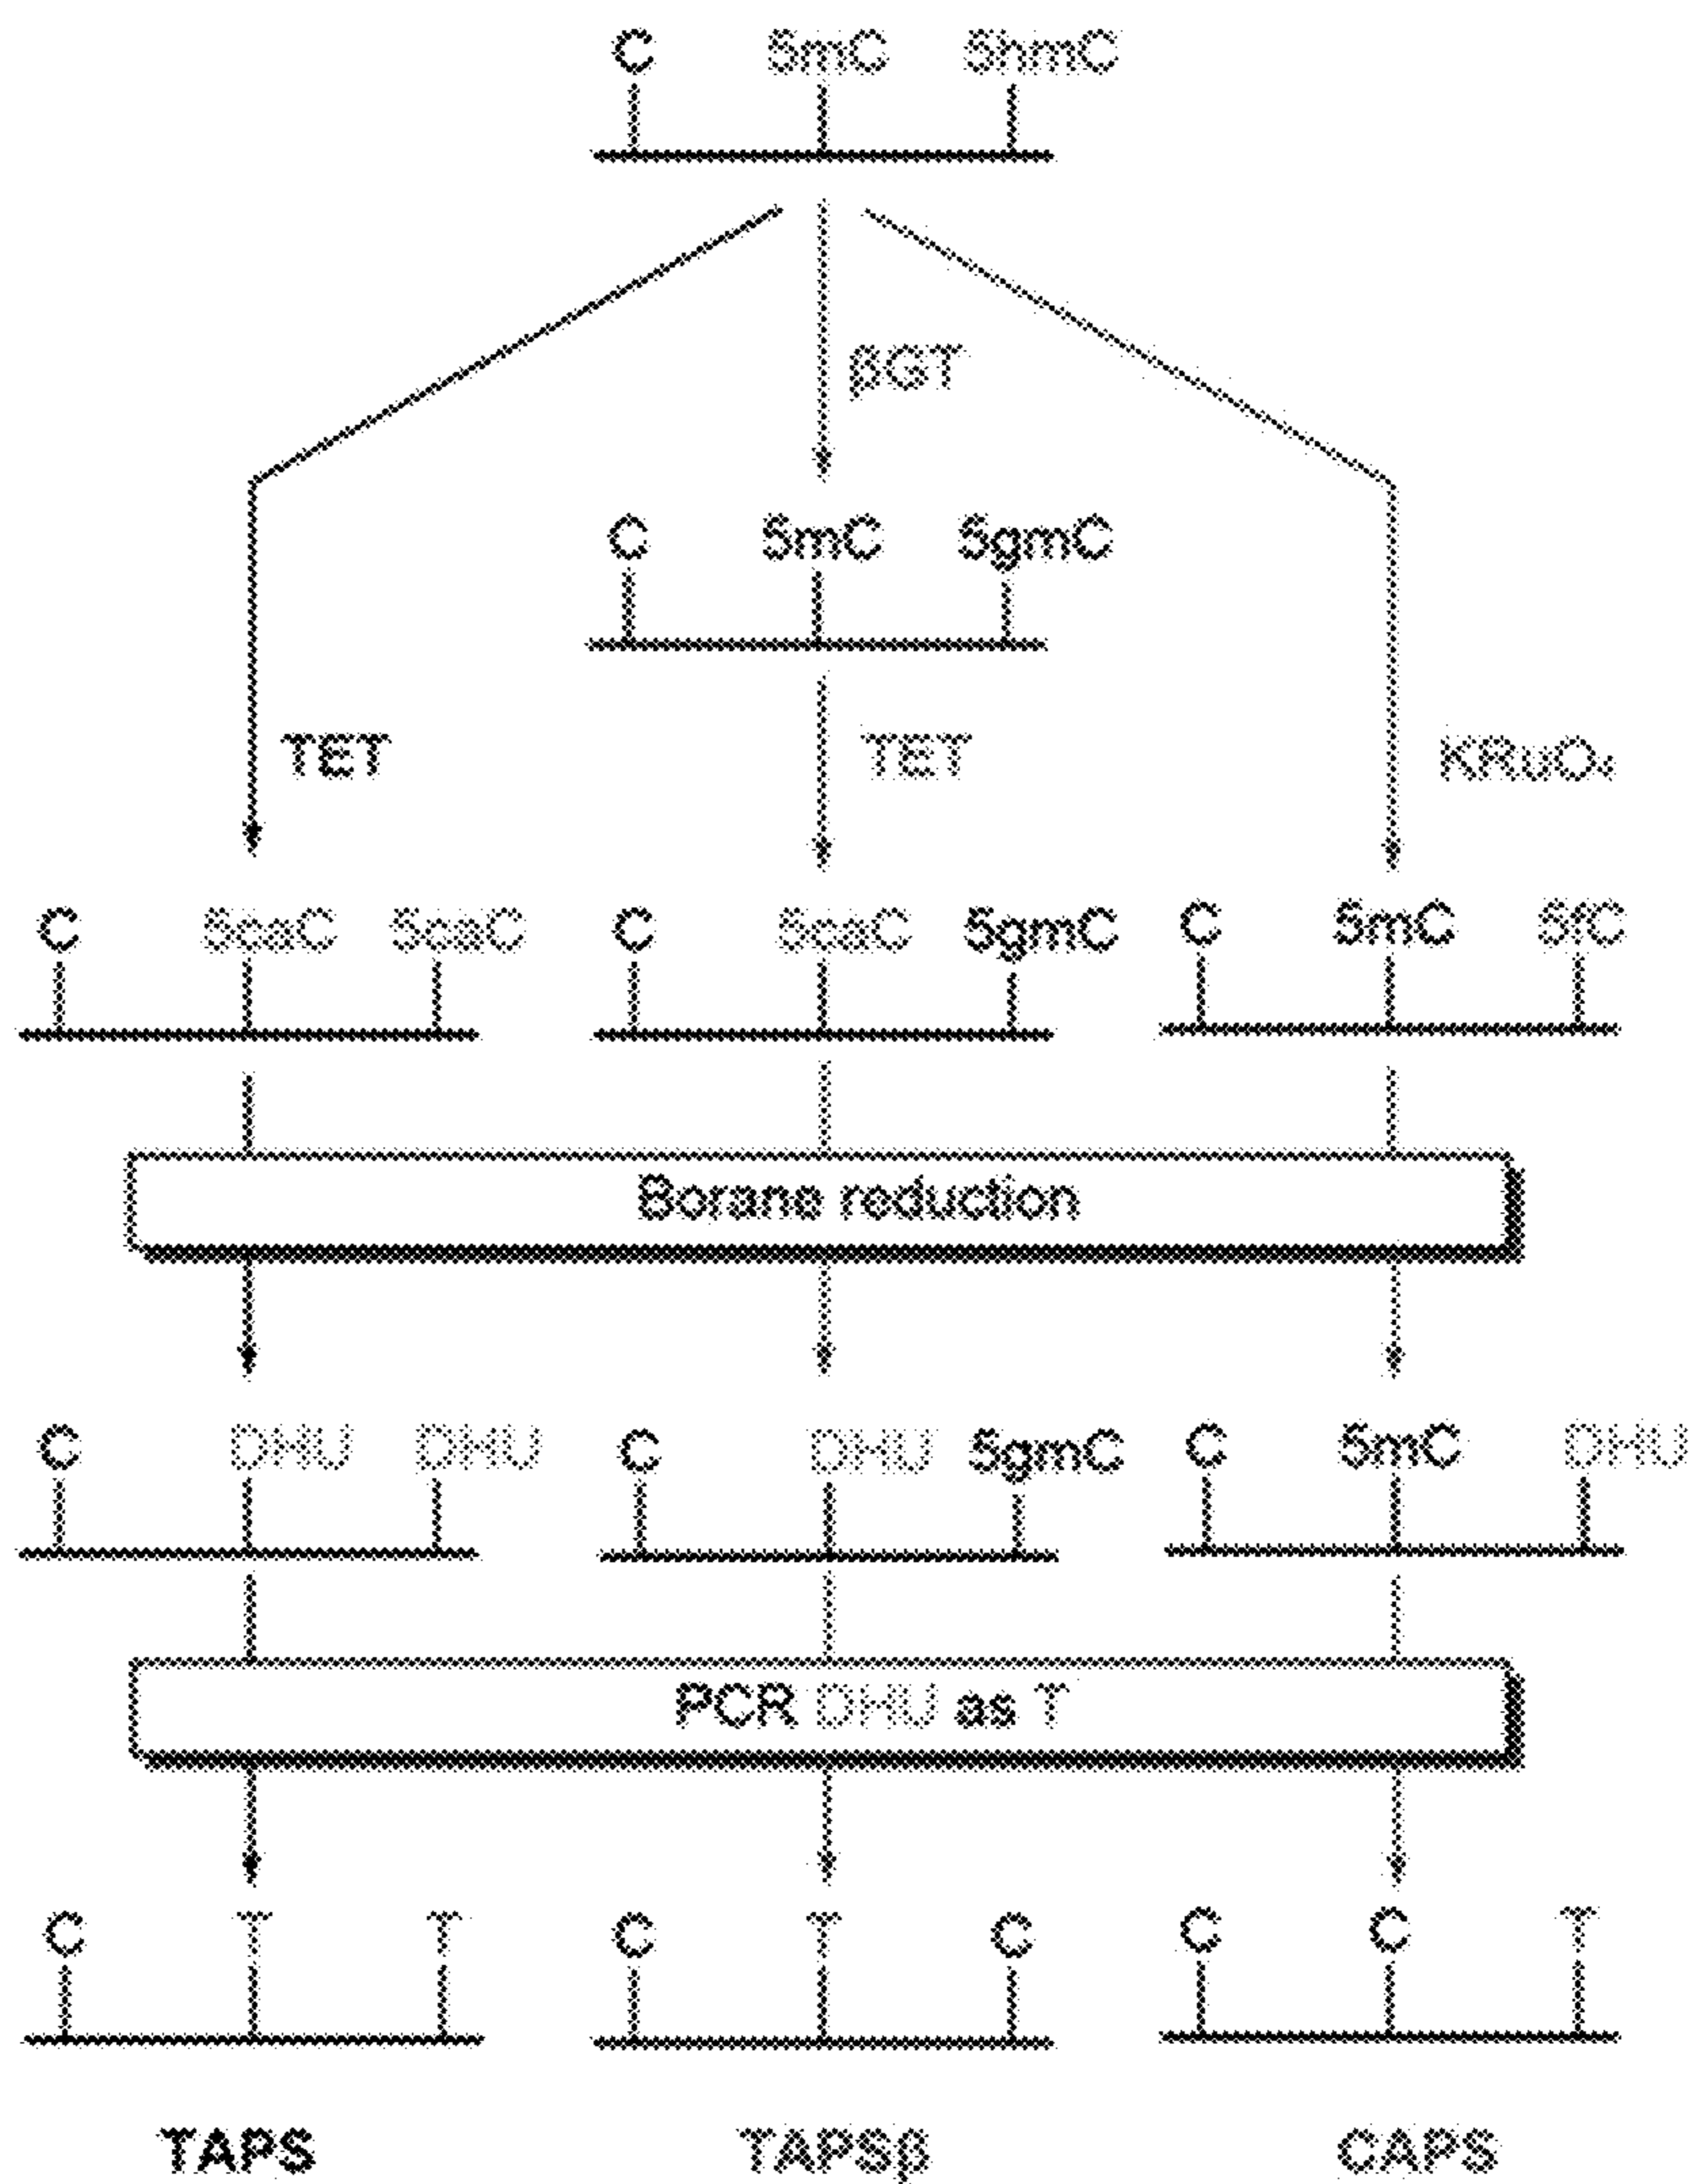 C 5mC 5hmC
βGT
C 5mC 5gmC
TET TET KRuO₄
C 5caC 5caC C 5caC 5gmC C 5mC 5fC
Borane reduction
C DHU DHU C DHU 5gmC C 5mC DHU
PCR DHU as T
C T T C T C C C T
TAPS TAPSβ CAPS